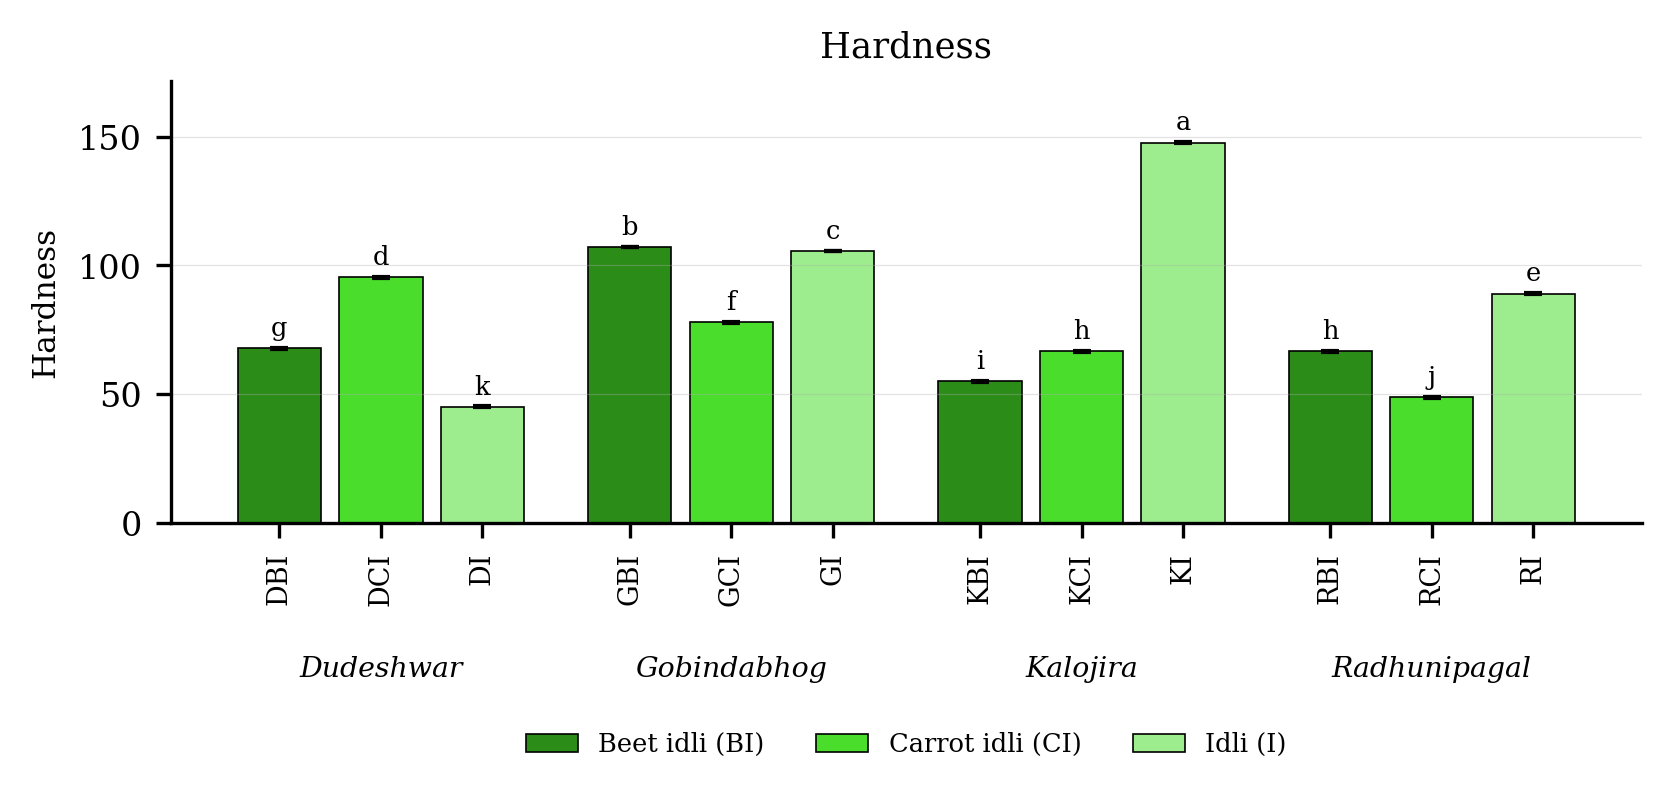 Hardness
Hardness
150
100
50
0
g
d
k
b
f
c
i
h
a
h
j
e
DBI
DCI
DI
GBI
GCI
GI
KBI
KCI
KI
RBI
RCI
RI
Dudeshwar
Gobindabhog
Kalojira
Radhunipagal
Beet idli (BI)
Carrot idli (CI)
Idli (I)